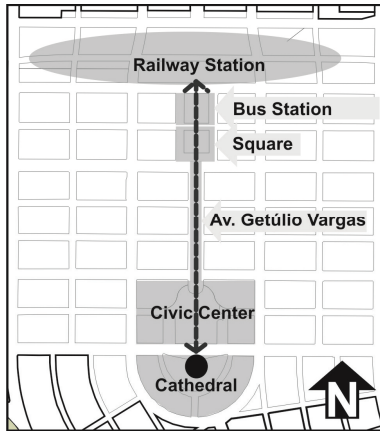 Railway Station
Bus Station
Square
Av. Getúlio Vargas
Civic Center
Cathedral
N